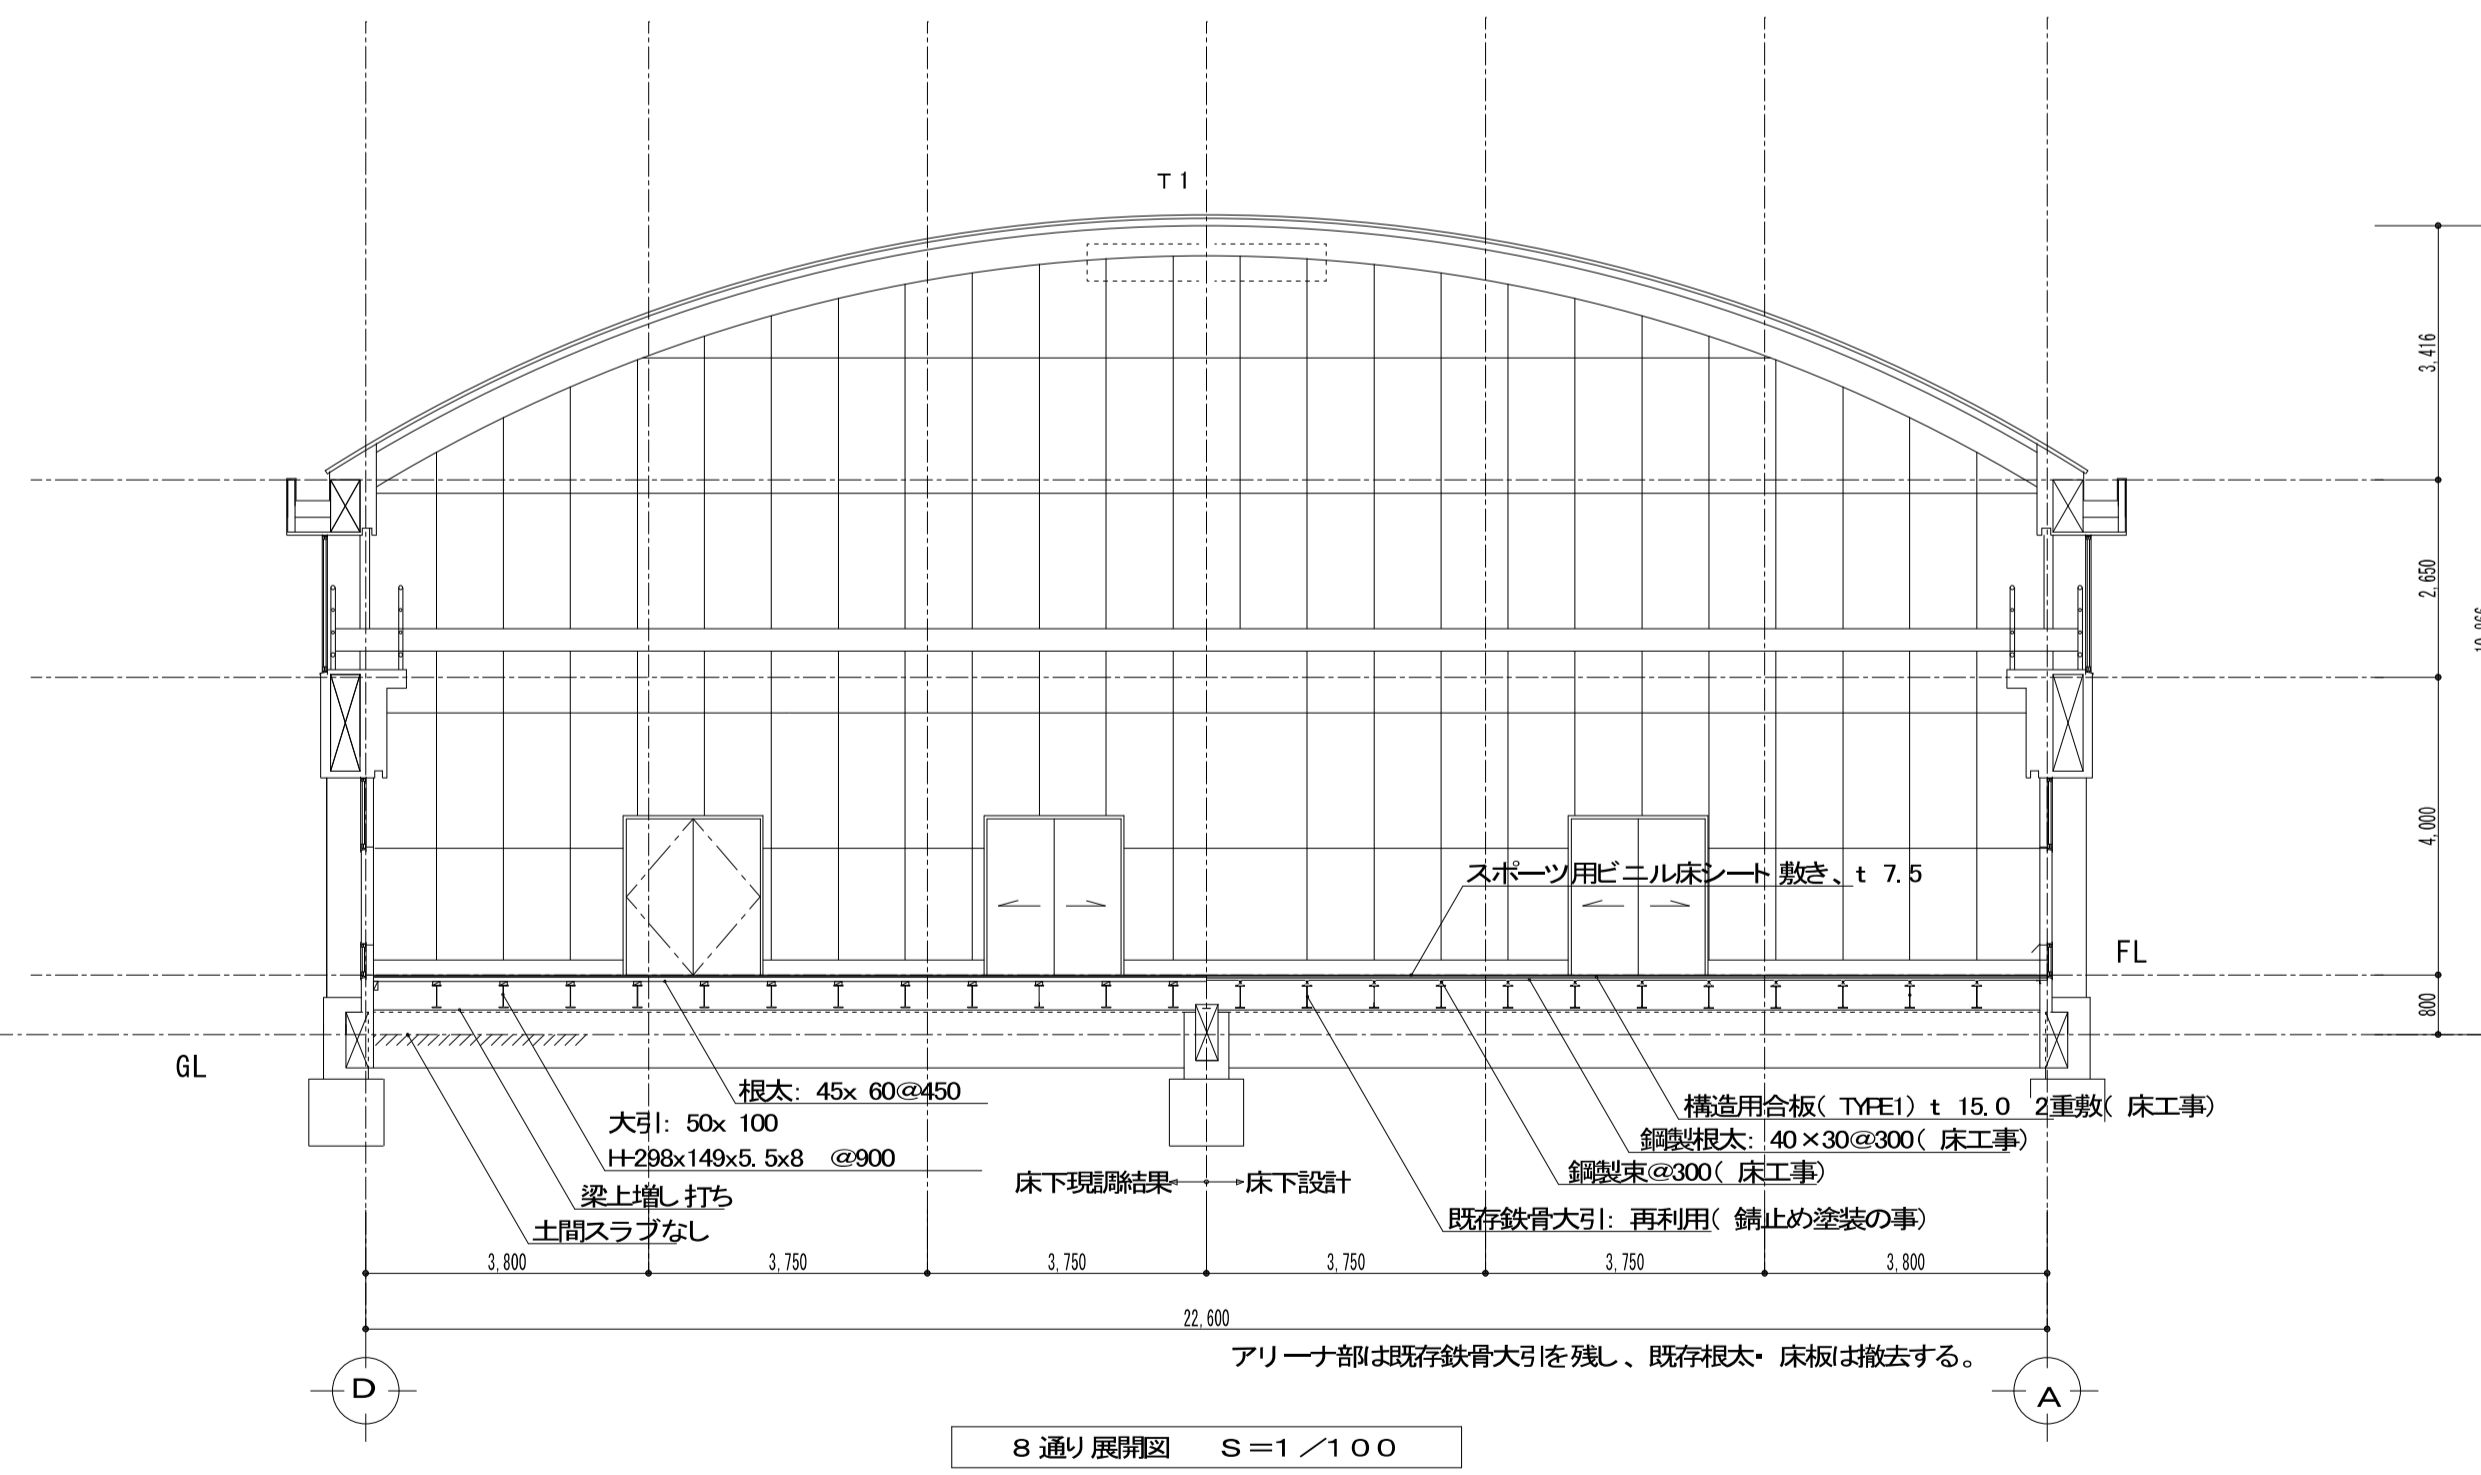 T1
3,416
2,650
4,000
800
スポーツ用ビニル床シート敷き、t 7.5
FL
GL
根太: 45x 60@450
大引: 50x 100
H-298x149x5.5x8 @900
梁上増し打ち
土間スラブなし
床下現調結果
床下設計
構造用合板( TYPE1) t 15.0 2重敷( 床工事)
鋼製根太: 40×30@300( 床工事)
鋼製束@300( 床工事)
既存鉄骨大引: 再利用( 錆止め塗装の事)
3,800
3,750
3,750
3,750
3,750
3,800
22,600
アリーナ部は既存鉄骨大引を残し、既存根太・床板は撤去する。
D
A
8通り展開図 S=1/100